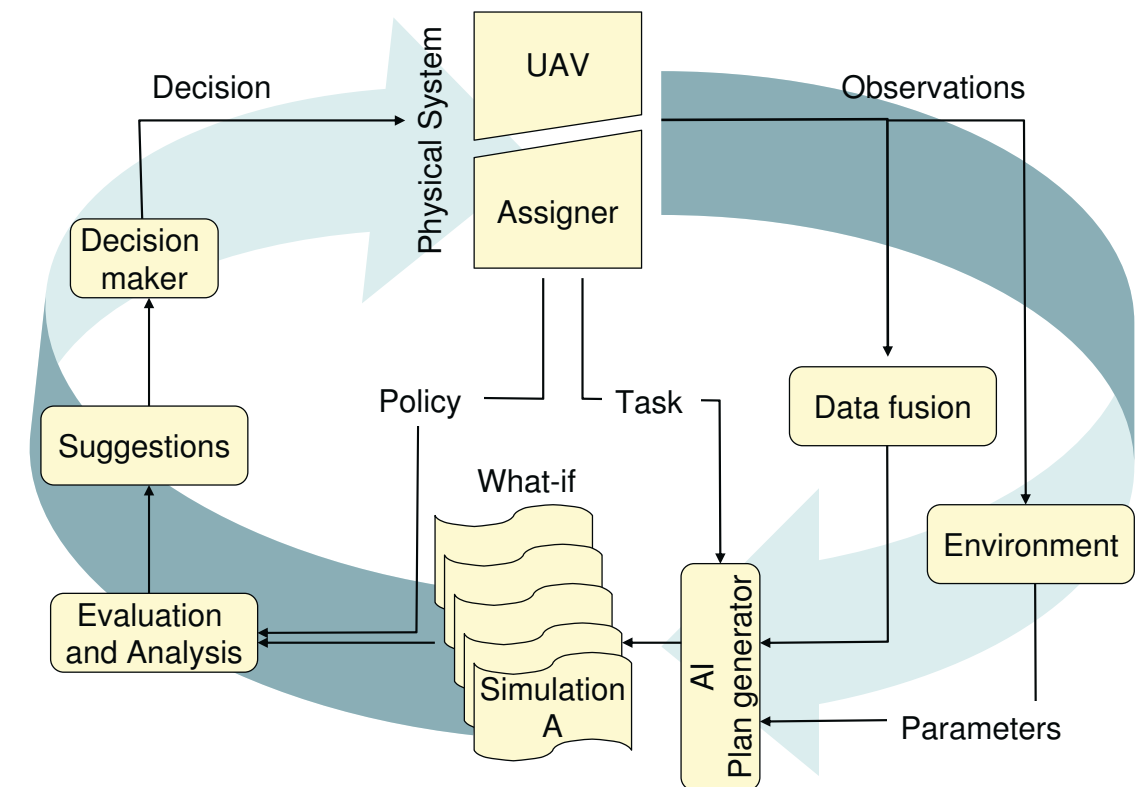 Decision
Physical System
UAV
Assigner
Observations
Decision
maker
Policy
Task
Data fusion
Suggestions
What-if
Environment
Evaluation
and Analysis
Simulation
A
AI
Plan generator
Parameters